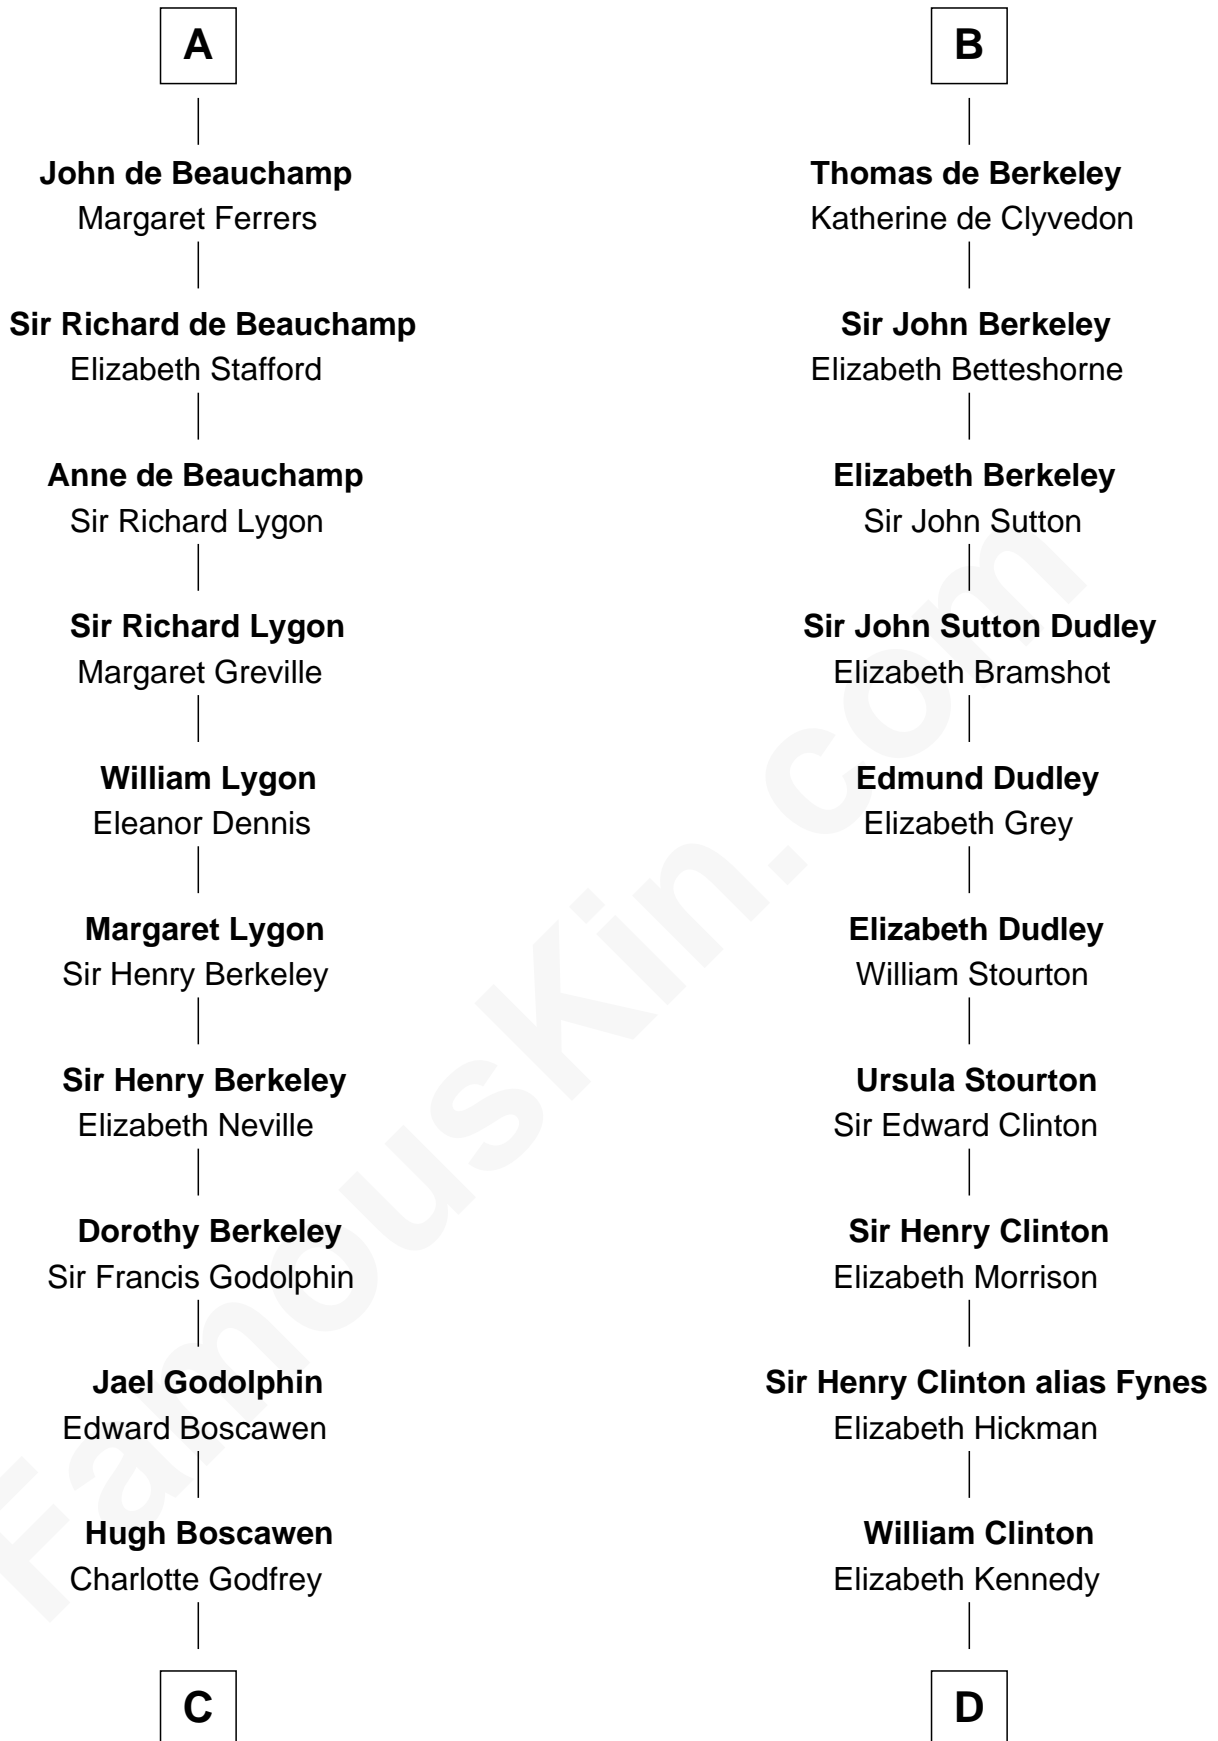 A
John de Beauchamp
Margaret Ferrers
Sir Richard de Beauchamp
Elizabeth Stafford
Anne de Beauchamp
Sir Richard Lygon
Sir Richard Lygon
Margaret Greville
William Lygon
Eleanor Dennis
Margaret Lygon
Sir Henry Berkeley
Sir Henry Berkeley
Elizabeth Neville
Dorothy Berkeley
Sir Francis Godolphin
Jael Godolphin
Edward Boscawen
Hugh Boscawen
Charlotte Godfrey
C
B
Thomas de Berkeley
Katherine de Clyvedon
Sir John Berkeley
Elizabeth Betteshorne
Elizabeth Berkeley
Sir John Sutton
Sir John Sutton Dudley
Elizabeth Bramshot
Edmund Dudley
Elizabeth Grey
Elizabeth Dudley
William Stourton
Ursula Stourton
Sir Edward Clinton
Sir Henry Clinton
Elizabeth Morrison
Sir Henry Clinton alias Fynes
Elizabeth Hickman
William Clinton
Elizabeth Kennedy
D
FamousKin.com